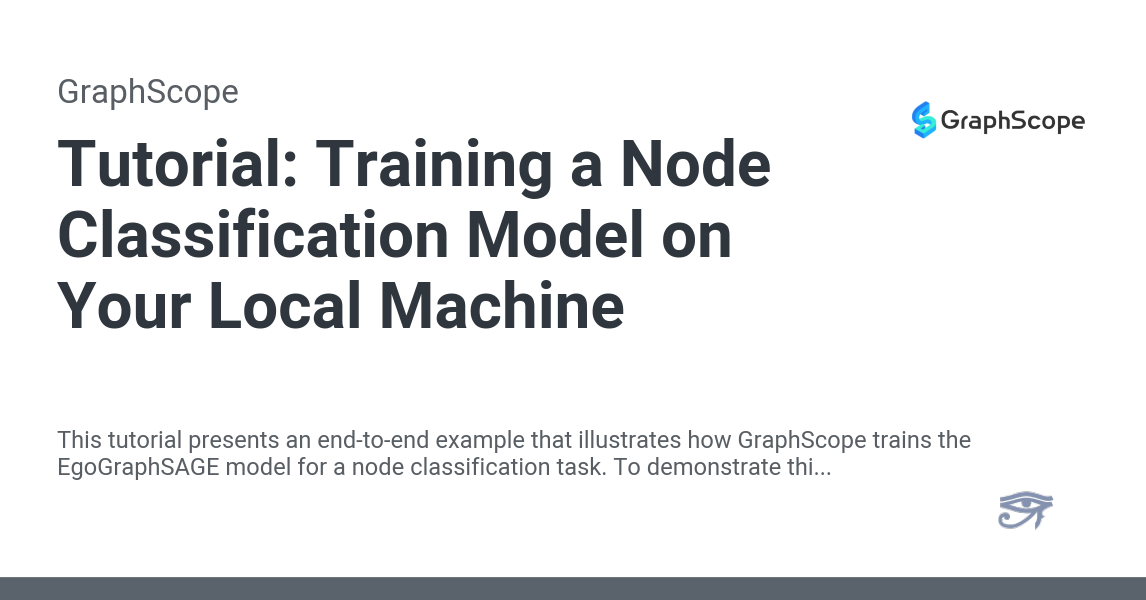 GraphScope
GraphScope
Tutorial: Training a Node
Classification Model on
Your Local Machine
This tutorial presents an end-to-end example that illustrates how GraphScope trains the
EgoGraphSAGE model for a node classification task. To demonstrate thi...